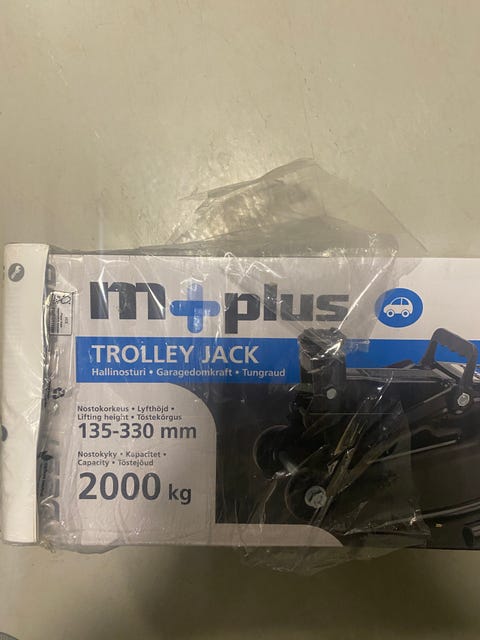 m+plus
TROLLEY JACK
Hallinosturi • Garagedomkraft • Tungraud
Nostokorkeus • Lyfthöjd •
Lifting height • Tõstekõrgus
135-330 mm
Nostokyky • Kapacitet •
Capacity • Tõstejõud
2000 kg